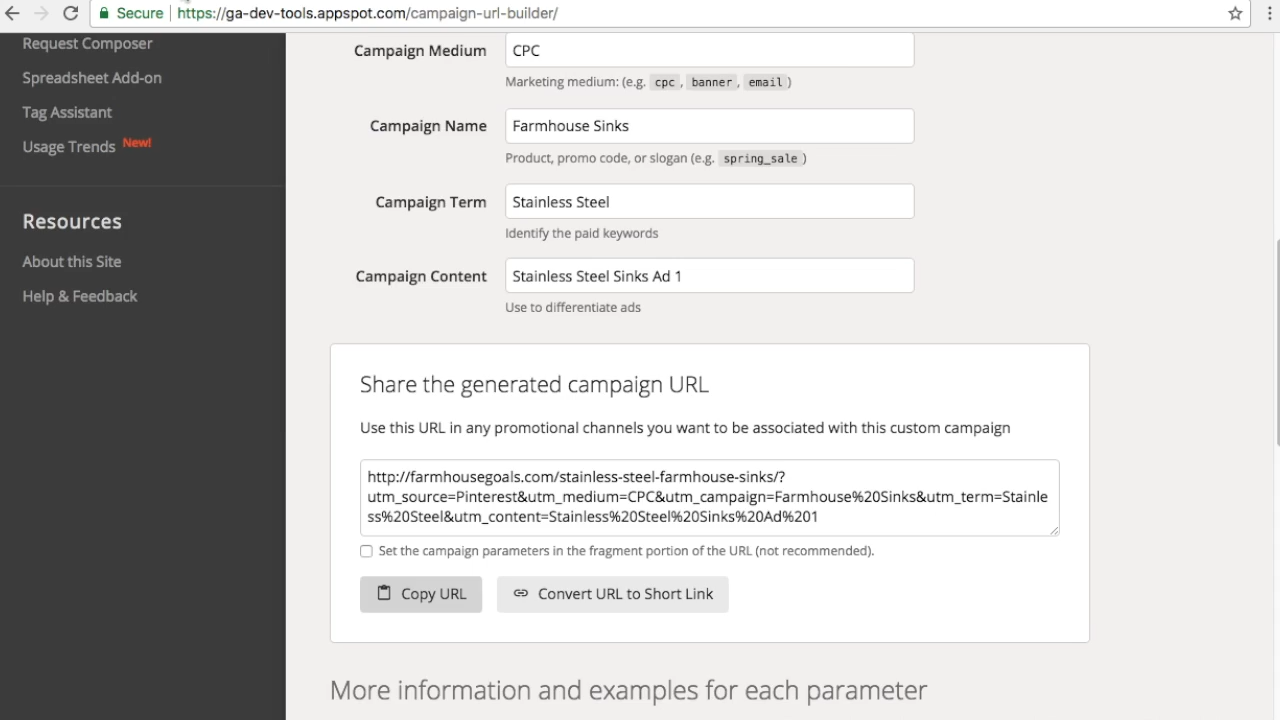 Secure | https://ga-dev-tools.appspot.com/campaign-url-builder/
Request Composer
Spreadsheet Add-on
Tag Assistant
Usage Trends New!
Resources
About this Site
Help & Feedback
Campaign Medium CPC
Marketing medium: (e.g. cpc, banner, email)
Campaign Name Farmhouse Sinks
Product, promo code, or slogan (e.g. spring_sale)
Campaign Term Stainless Steel
Identify the paid keywords
Campaign Content Stainless Steel Sinks Ad 1
Use to differentiate ads
Share the generated campaign URL
Use this URL in any promotional channels you want to be associated with this custom campaign
http://farmhousegoals.com/stainless-steel-farmhouse-sinks/?
utm_source=Pinterest&utm_medium=CPC&utm_campaign=Farmhouse%20Sinks&utm_term=Stainle
ss%20Steel&utm_content=Stainless%20Steel%20Sinks%20Ad%201
Set the campaign parameters in the fragment portion of the URL (not recommended).
Copy URL Convert URL to Short Link
More information and examples for each parameter